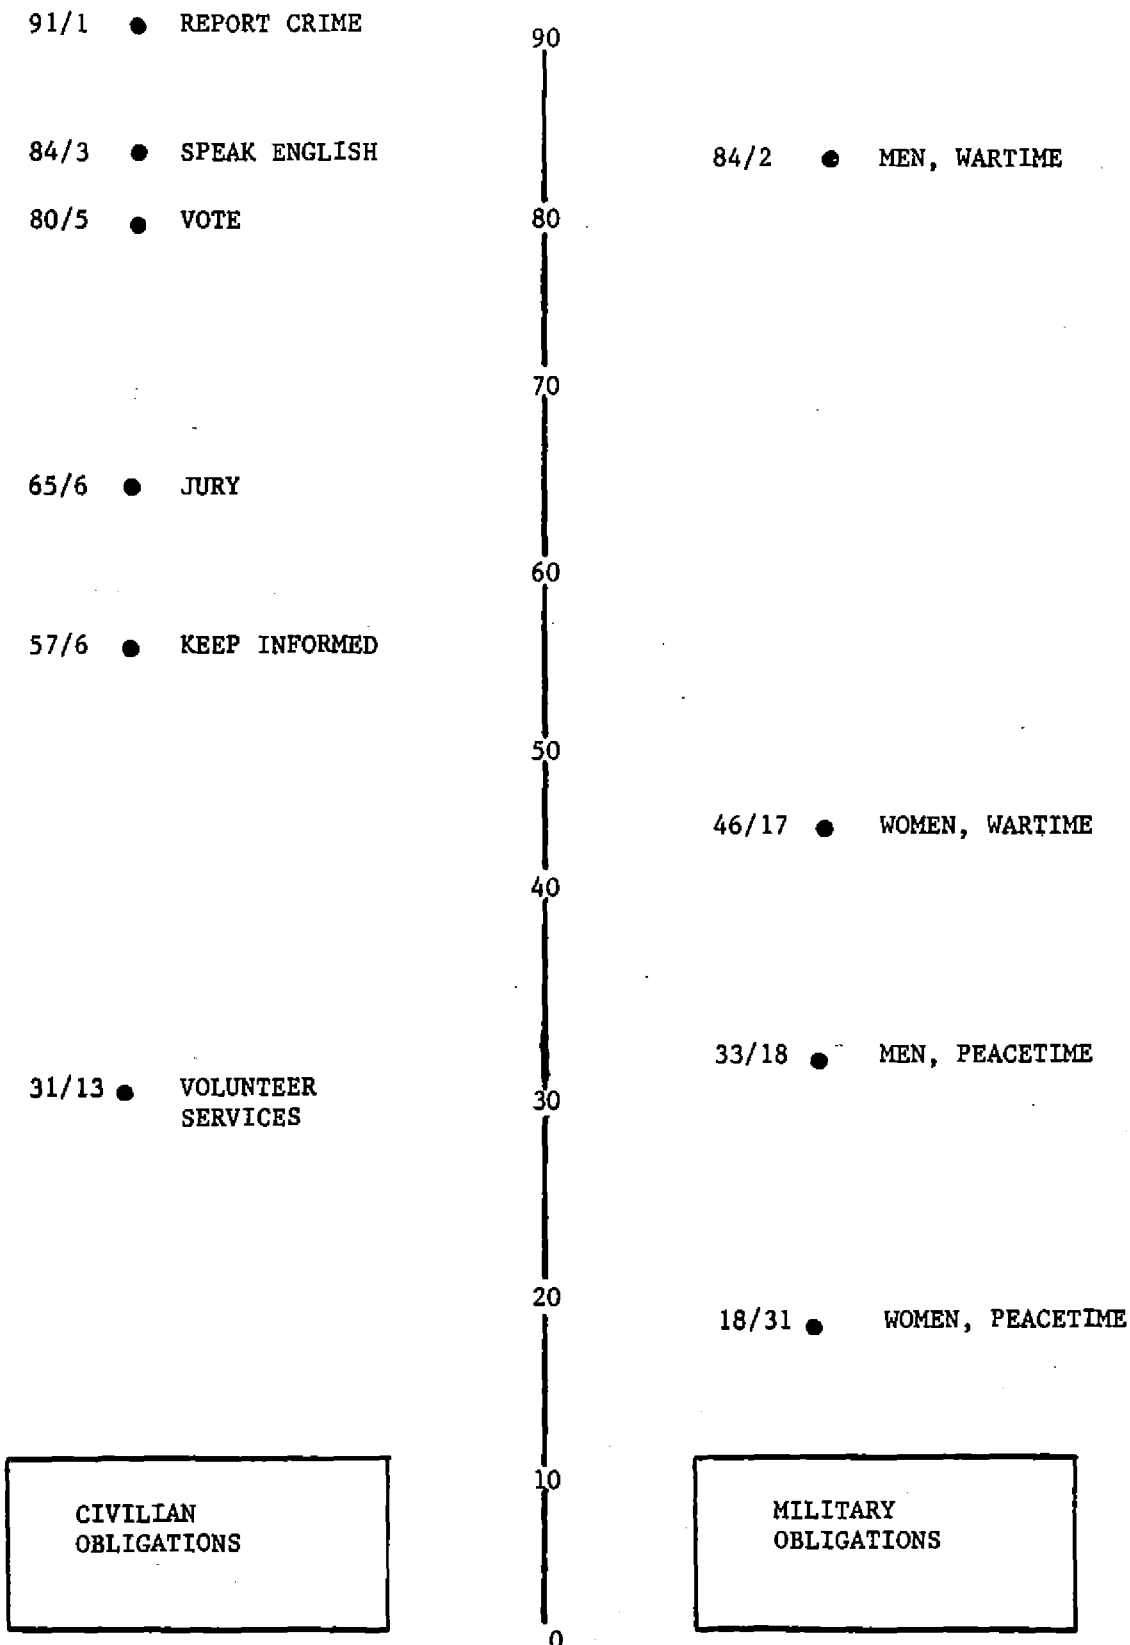 91/1 ● REPORT CRIME
84/3 ● SPEAK ENGLISH
80/5 ● VOTE
65/6 ● JURY
57/6 ● KEEP INFORMED
31/13 ● VOLUNTEER
SERVICES
CIVILIAN
OBLIGATIONS
90
80
70
60
50
40
30
20
10
0
84/2 ● MEN, WARTIME
46/17 ● WOMEN, WARTIME
33/18 ● MEN, PEACETIME
18/31 ● WOMEN, PEACETIME
MILITARY
OBLIGATIONS